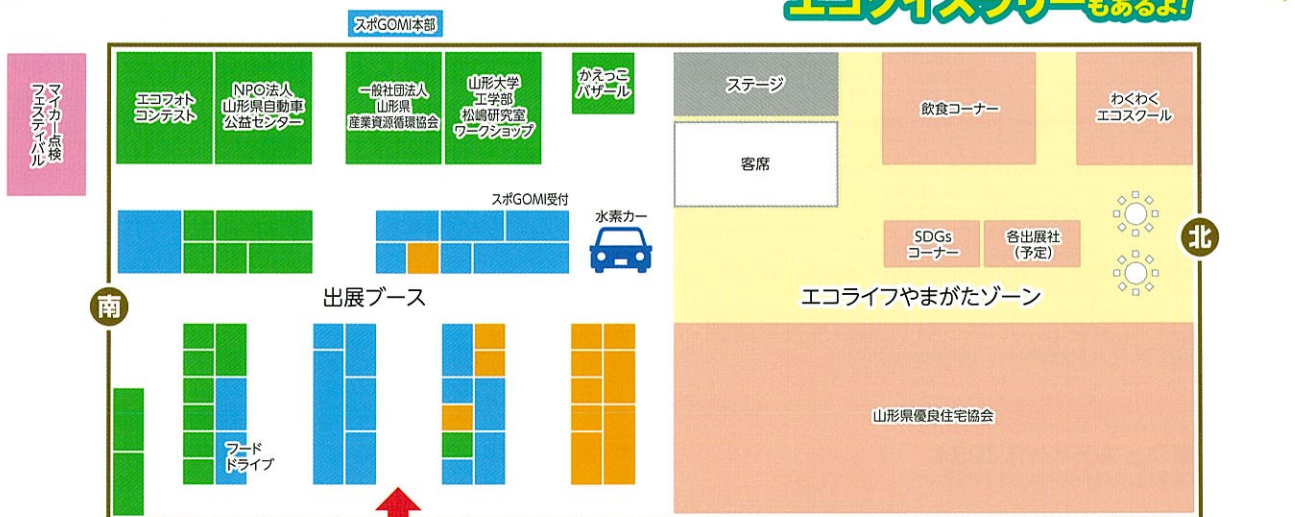 エコクイズラリーもあるよ!
スポGOMI本部
マイカー点検
フェスティバル
エコフォト
コンテスト
NPO法人
山形県自動車
公益センター
一般社団法人
山形県
産業資源循環協会
山形大学
工学部
松嶋研究室
ワークショップ
かえっこ
バザール
ステージ
客席
飲食コーナー
わくわく
エコスクール
スポGOMI受付
水素カー
SDGs
コーナー
各出展社
(予定)
北
南
出展ブース
エコライフやまがたゾーン
フード
ドライブ
山形県優良住宅協会